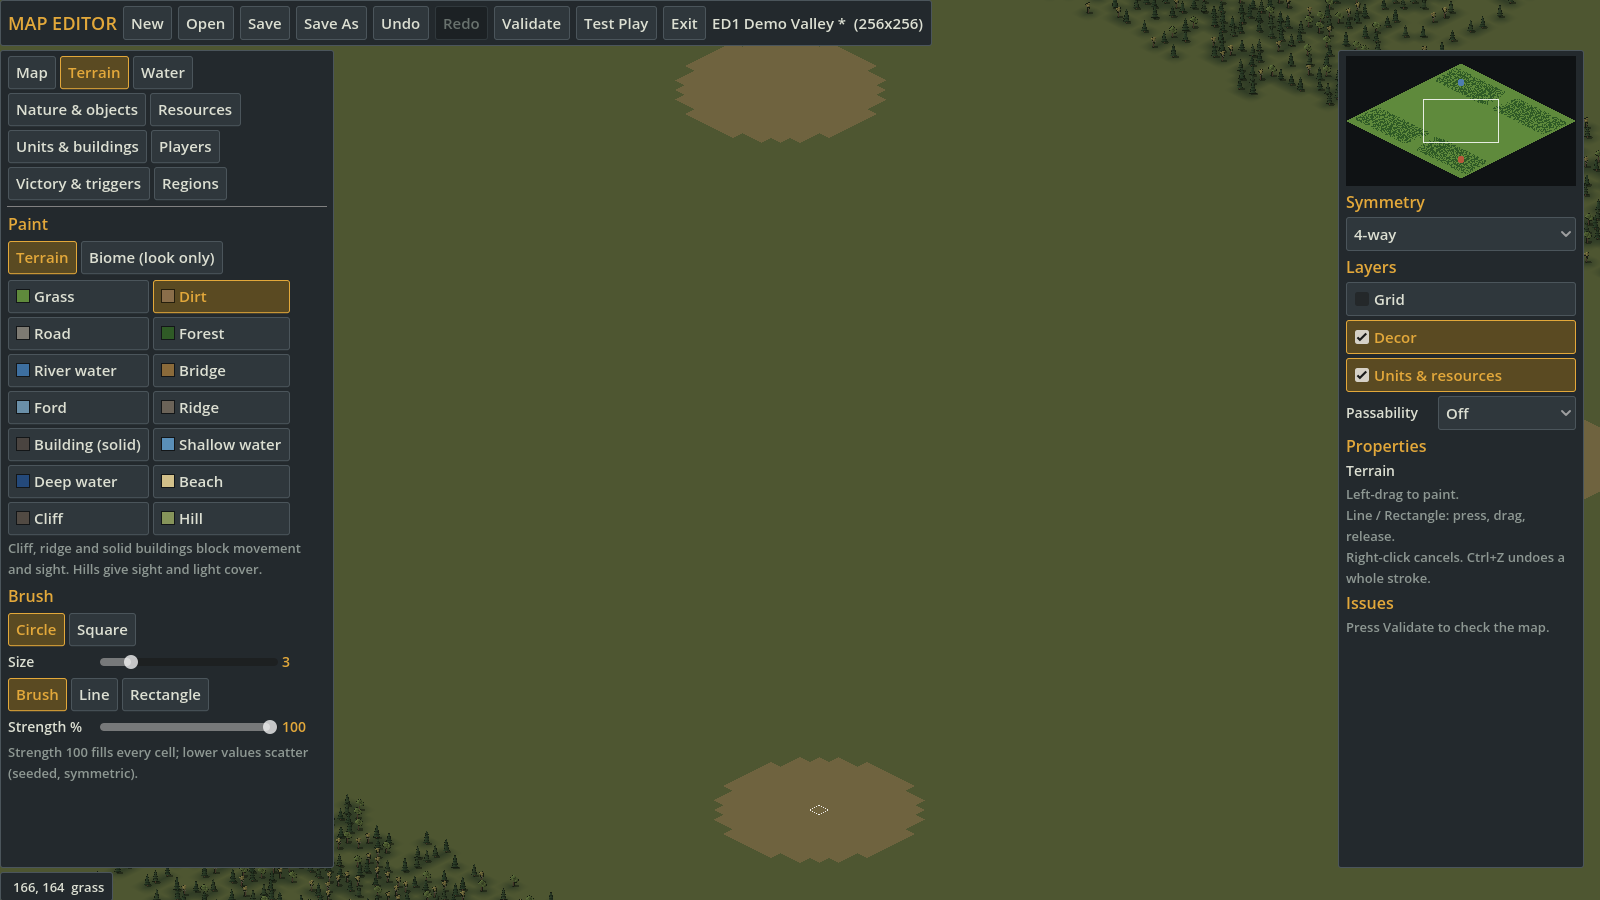 MAP EDITOR New Open Save Save As Undo Redo Validate Test Play Exit ED1 Demo Valley * (256x256)
Map Terrain Water
Nature & objects Resources
Units & buildings Players
Victory & triggers Regions
Paint
Terrain Biome (look only)
Grass Dirt
Road Forest
River water Bridge
Ford Ridge
Building (solid) Shallow water
Deep water Beach
Cliff Hill
Cliff, ridge and solid buildings block movement
and sight. Hills give sight and light cover.
Brush
Circle Square
Size 3
Brush Line Rectangle
Strength % 100
Strength 100 fills every cell; lower values scatter
(seeded, symmetric).
166, 164 grass
Symmetry
4-way
Layers
Grid
Decor
Units & resources
Passability Off
Properties
Terrain
Left-drag to paint.
Line / Rectangle: press, drag,
release.
Right-click cancels. Ctrl+Z undoes a
whole stroke.
Issues
Press Validate to check the map.